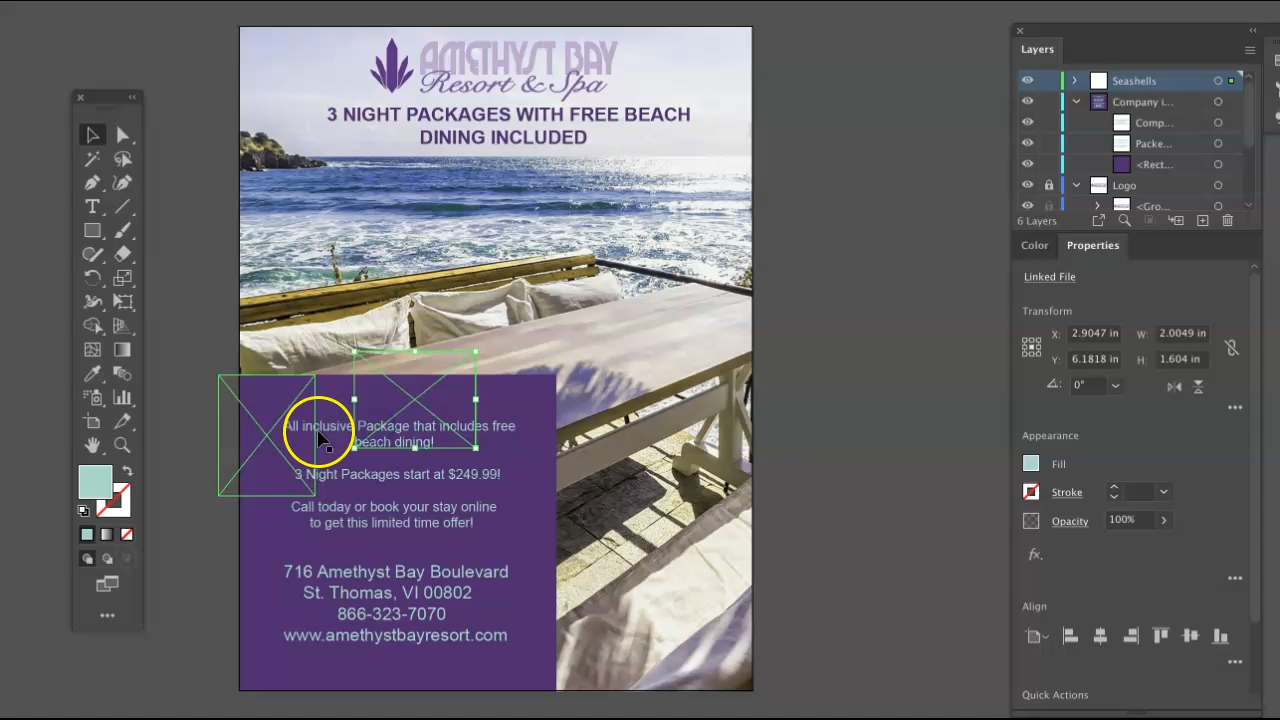 AMETHYST BAY
Resort & Spa
3 NIGHT PACKAGES WITH FREE BEACH
DINING INCLUDED
All inclusive Package that includes free
beach dining!
3 Night Packages start at $249.99!
Call today or book your stay online
to get this limited time offer!
716 Amethyst Bay Boulevard
St. Thomas, VI 00802
866-323-7070
www.amethystbayresort.com
Layers
Seashells
Company i...
Comp...
Packe...
<Rect...
Logo
<Gro...
6 Layers
Color
Properties
Linked File
Transform
X: 2.9047 in
W: 2.0049 in
Y: 6.1818 in
H: 1.604 in
0°
Appearance
Fill
Stroke
Opacity
100%
fx.
Align
Quick Actions